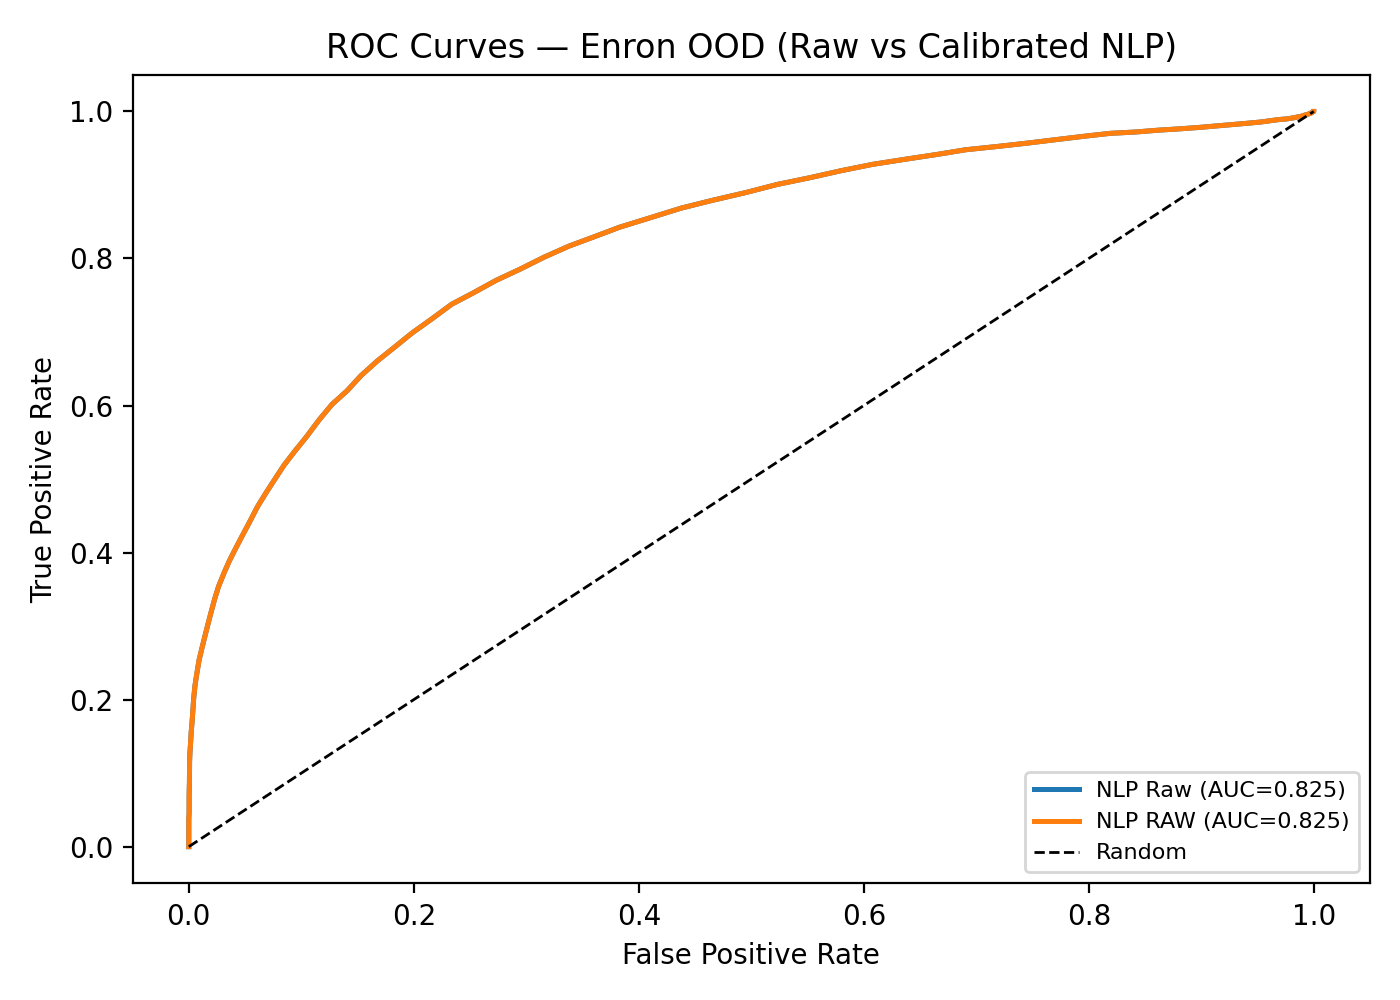 ROC Curves — Enron OOD (Raw vs Calibrated NLP)
True Positive Rate
1.0
0.8
0.6
0.4
0.2
0.0
NLP Raw (AUC=0.825)
NLP RAW (AUC=0.825)
Random
0.0 0.2 0.4 0.6 0.8 1.0
False Positive Rate